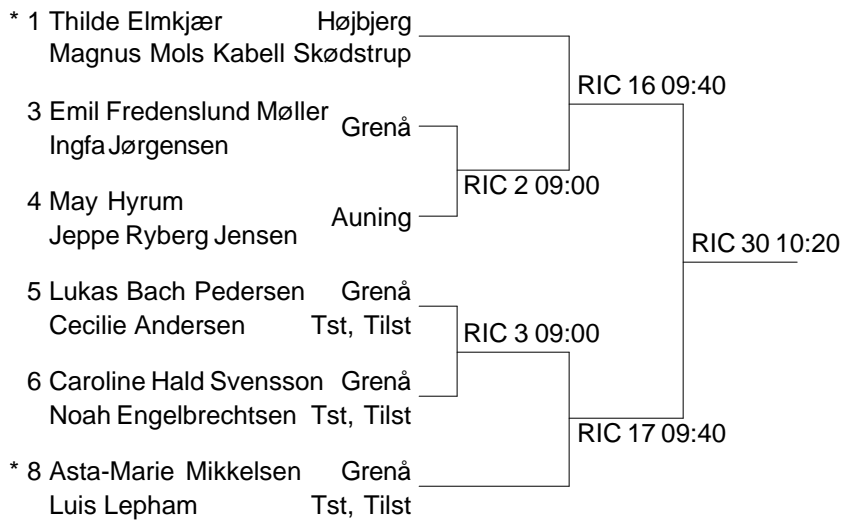 * 1 Thilde Elmkjær Højbjerg
Magnus Mols Kabell Skødstrup
RIC 16 09:40
3 Emil Fredenslund Møller
Grenå
Ingfa Jørgensen
RIC 2 09:00
4 May Hyrum
Auning
Jeppe Ryberg Jensen
RIC 30 10:20
5 Lukas Bach Pedersen Grenå
Cecilie Andersen Tst, Tilst
RIC 3 09:00
6 Caroline Hald Svensson Grenå
Noah Engelbrechtsen Tst, Tilst
RIC 17 09:40
* 8 Asta-Marie Mikkelsen Grenå
Luis Lepham Tst, Tilst